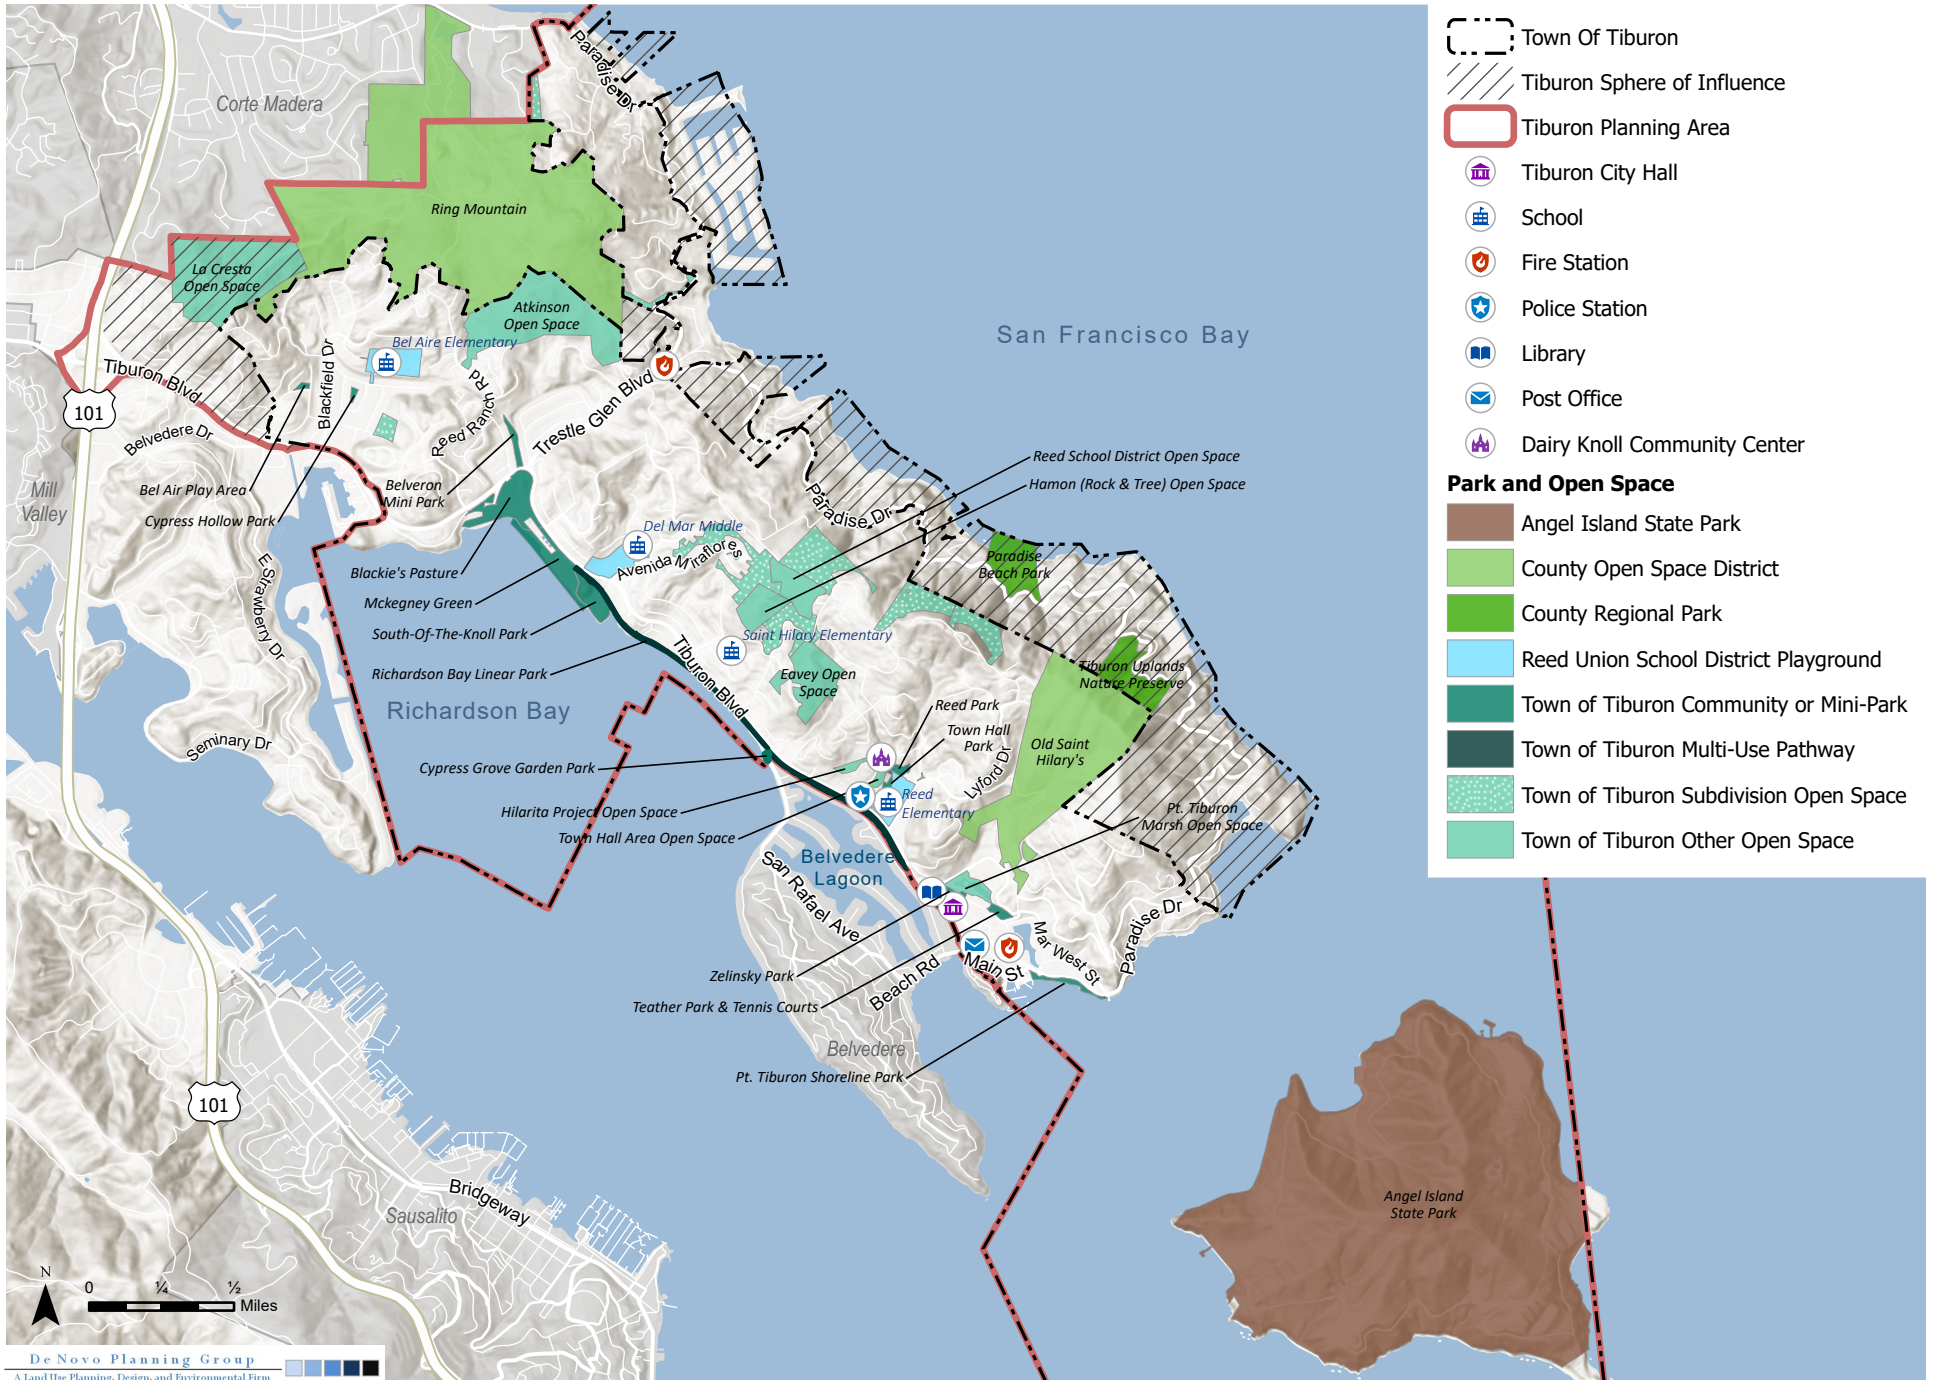 Town Of Tiburon
Tiburon Sphere of Influence
Tiburon Planning Area
Tiburon City Hall
School
Fire Station
Police Station
Library
Post Office
Dairy Knoll Community Center
Park and Open Space
Angel Island State Park
County Open Space District
County Regional Park
Reed Union School District Playground
Town of Tiburon Community or Mini-Park
Town of Tiburon Multi-Use Pathway
Town of Tiburon Subdivision Open Space
Town of Tiburon Other Open Space
Paradise Dr
Corte Madera
Ring Mountain
La Cresta
Open Space
Atkinson
Open Space
San Francisco Bay
Bel Aire Elementary
Tiburon Blvd
101
Blackfield Dr
Reed Ranch Rd
Trestle Glen Blvd
Belvedere Dr
Mill
Valley
Bel Air Play Area
Cypress Hollow Park
Belveron
Mini Park
Reed School District Open Space
Hamon (Rock & Tree) Open Space
Paradise Dr
Del Mar Middle
Avenida Miraflores
Paradise
Beach Park
E Strawberry Dr
Blackie's Pasture
Mckegney Green
South-Of-The-Knoll Park
Saint Hilary Elementary
Richardson Bay Linear Park
Tiburon Blvd
Eavey Open
Space
Tiburon Uplands
Nature Preserve
Richardson Bay
Seminary Dr
Reed Park
Town Hall
Park
Old Saint
Hilary's
Lyford Dr
Cypress Grove Garden Park
Hilarita Project Open Space
Town Hall Area Open Space
Reed
Elementary
Pt. Tiburon
Marsh Open Space
Belvedere
Lagoon
San Rafael Ave
Zelinsky Park
Teather Park & Tennis Courts
Beach Rd
Main St
Mar West St
Paradise Dr
Belvedere
Pt. Tiburon Shoreline Park
101
Bridgeway
Sausalito
Angel Island
State Park
N
0 ¼ ½
Miles
De Novo Planning Group
A Land Use Planning, Design, and Environmental Firm